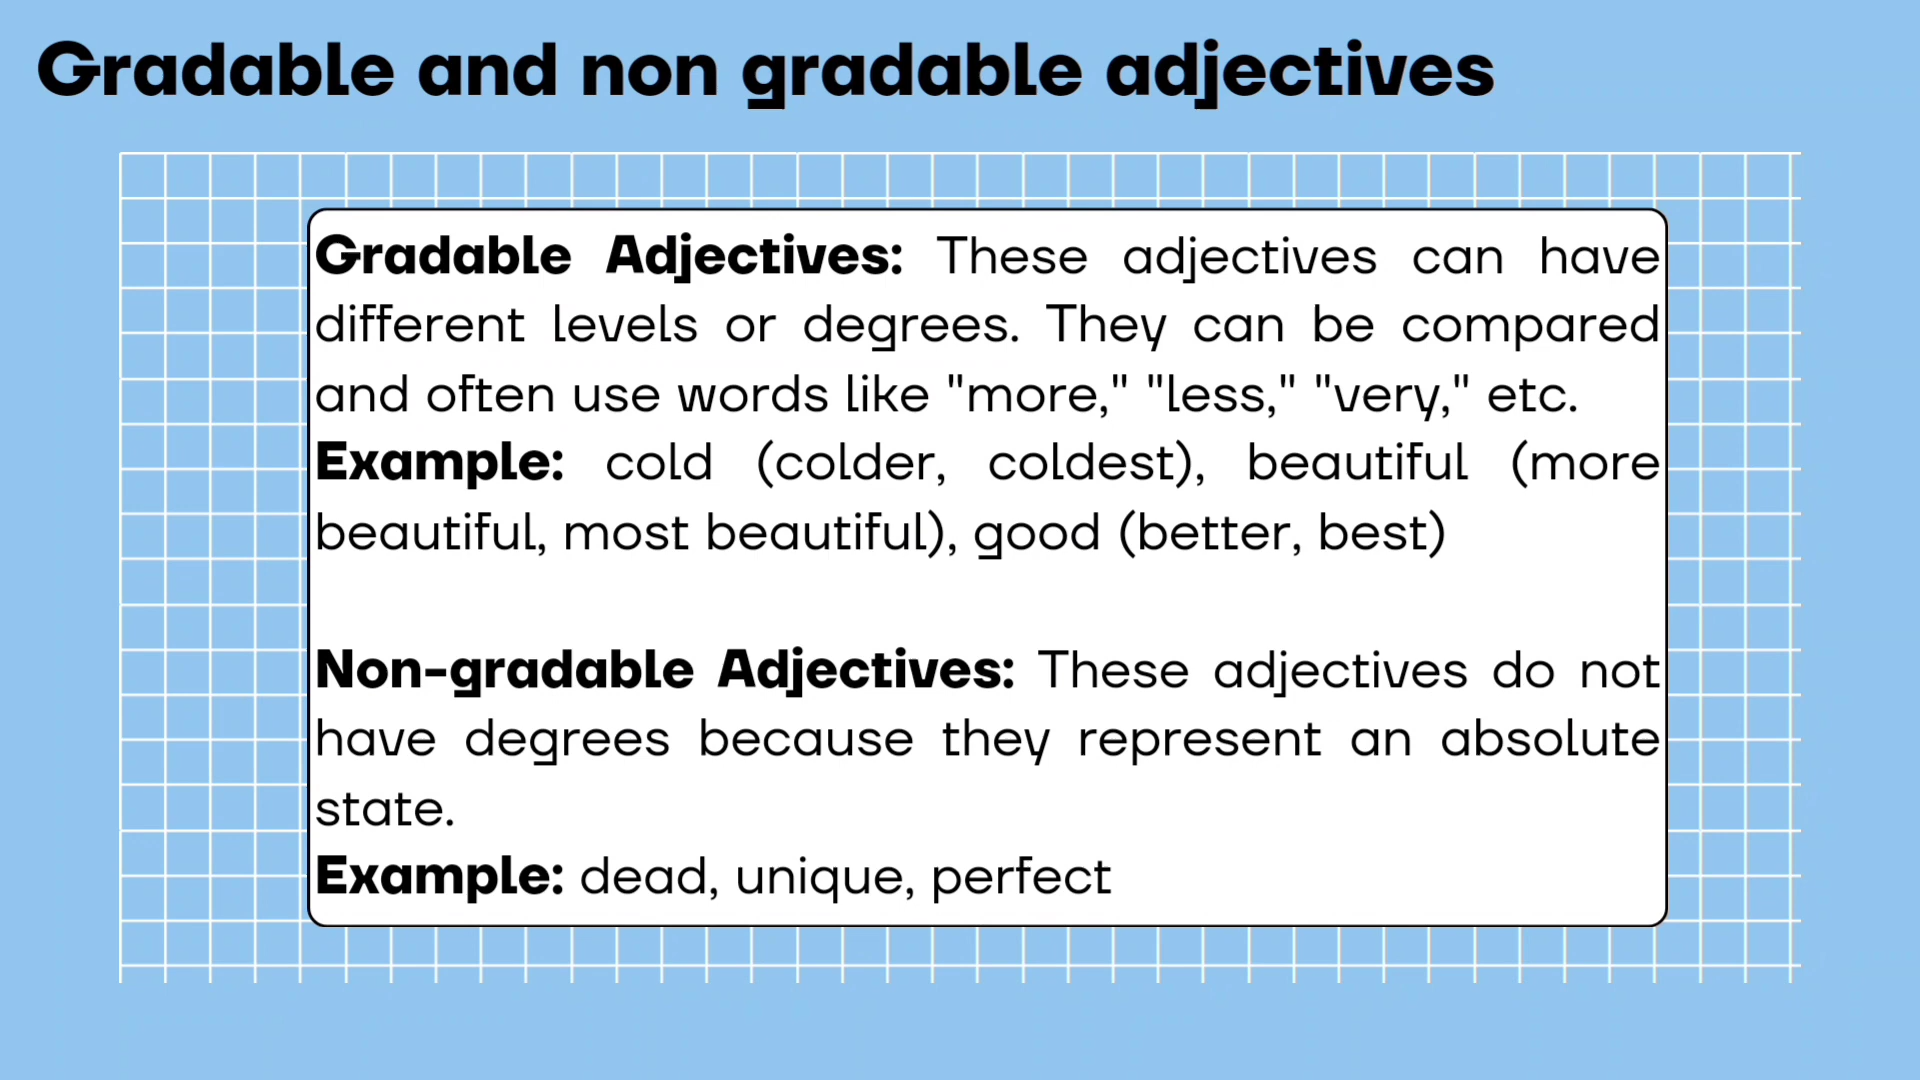 Gradable and non gradable adjectives
Gradable Adjectives: These adjectives can have
different levels or degrees. They can be compared
and often use words like "more," "less," "very," etc.
Example: cold (colder, coldest), beautiful (more
beautiful, most beautiful), good (better, best)
Non-gradable Adjectives: These adjectives do not
have degrees because they represent an absolute
state.
Example: dead, unique, perfect